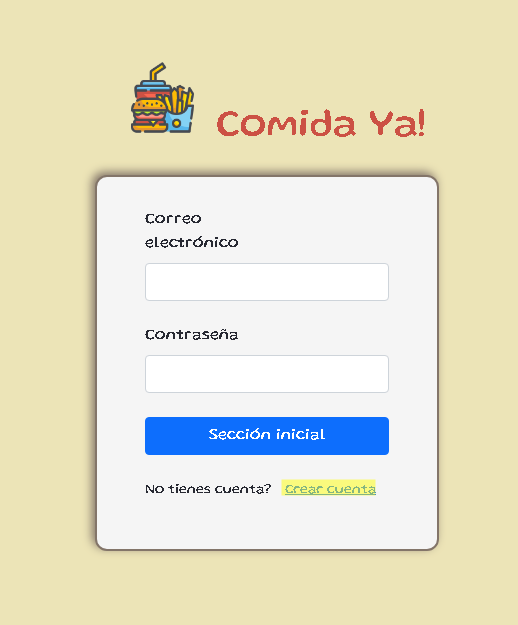 Comida Ya!
Correo
electrónico
Contraseña
Sección inicial
No tienes cuenta? Crear cuenta